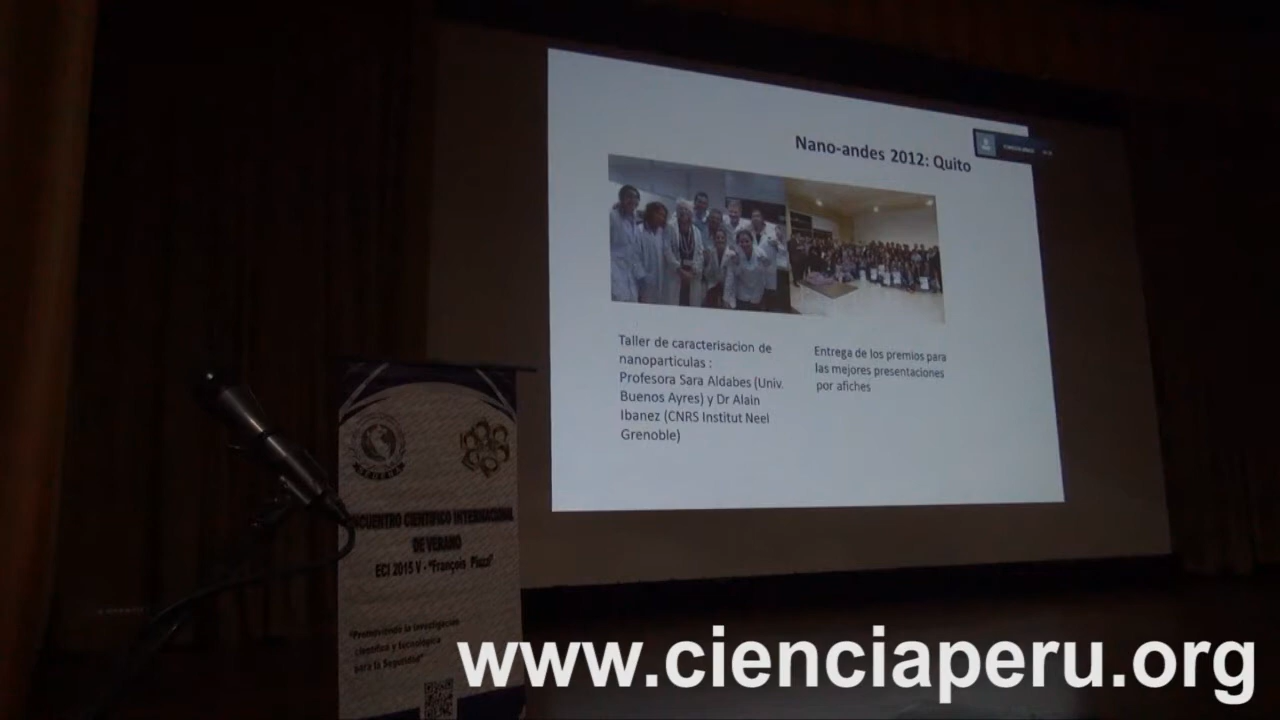 Nano-andes 2012: Quito
Taller de caracterisacion de
nanoparticulas :
Profesora Sara Aldabes (Univ.
Buenos Ayres) y Dr Alain
Ibanez (CNRS Institut Neel
Grenoble)
Entrega de los premios para
las mejores presentaciones
por afiches
ENCUENTRO CIENTIFICO INTERNACIONAL
DE VERANO
ECI 2015 V - "François Piuzzi"
"Promoviendo la investigación
científica y tecnológica
para la Seguridad"
www.cienciaperu.org